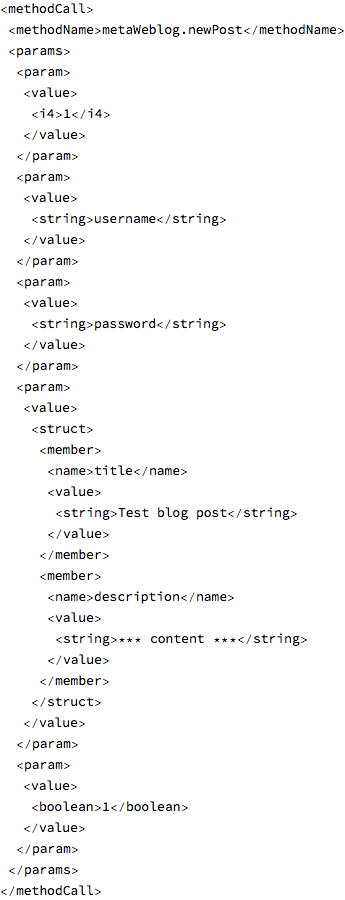 <methodCall>
 <methodName>metaWeblog.newPost</methodName>
 <params>
  <param>
   <value>
    <i4>1</i4>
   </value>
  </param>
  <param>
   <value>
    <string>username</string>
   </value>
  </param>
  <param>
   <value>
    <string>password</string>
   </value>
  </param>
  <param>
   <value>
    <struct>
     <member>
      <name>title</name>
      <value>
       <string>Test blog post</string>
      </value>
     </member>
     <member>
      <name>description</name>
      <value>
       <string>*** content ***</string>
      </value>
     </member>
    </struct>
   </value>
  </param>
  <param>
   <value>
    <boolean>1</boolean>
   </value>
  </param>
 </params>
</methodCall>